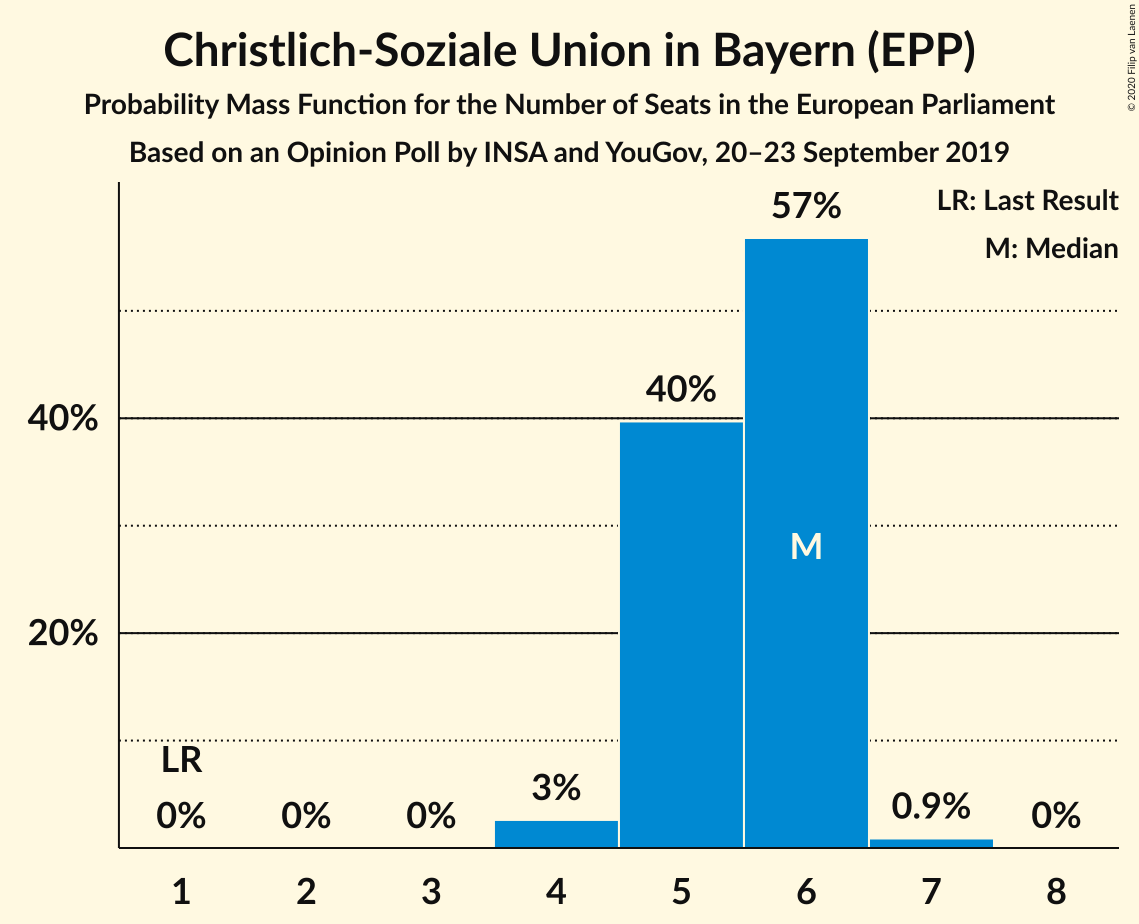 Christlich-Soziale Union in Bayern (EPP)
Probability Mass Function for the Number of Seats in the European Parliament
Based on an Opinion Poll by INSA and YouGov, 20–23 September 2019
© 2020 Filip van Laenen
LR: Last Result
M: Median
57%
40%
40%
M
20%
LR
0%
0%
0%
3%
0.9%
0%
1
2
3
4
5
6
7
8